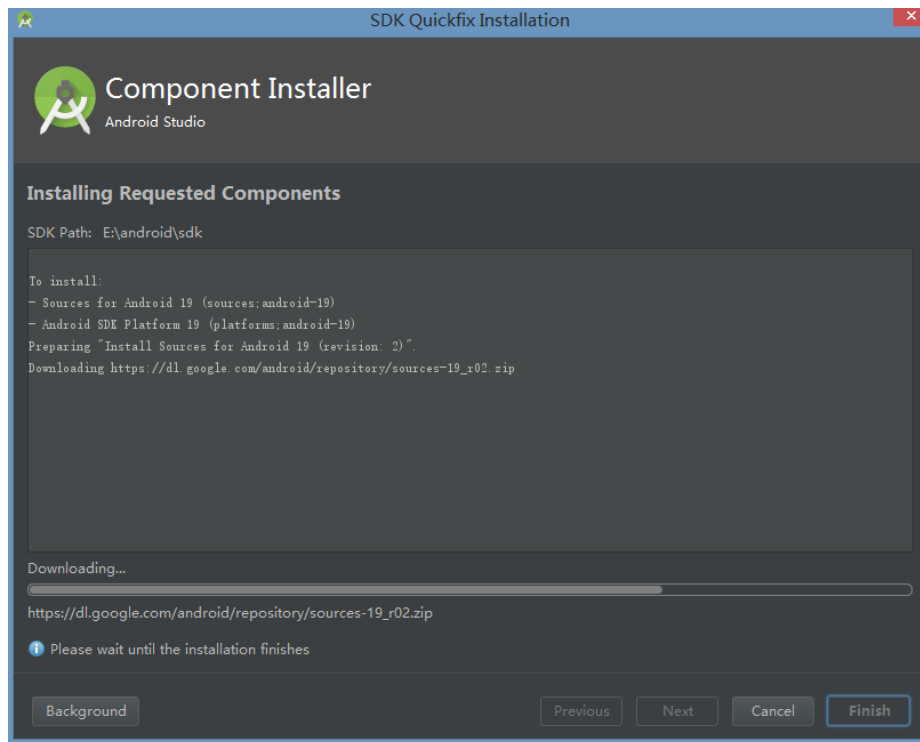 SDK Quickfix Installation
Component Installer
Android Studio
Installing Requested Components
SDK Path: E:\android\sdk
To install:
- Sources for Android 19 (sources;android-19)
- Android SDK Platform 19 (platforms;android-19)
Preparing "Install Sources for Android 19 (revision: 2)".
Downloading https://dl.google.com/android/repository/sources-19_r02.zip
Downloading...
https://dl.google.com/android/repository/sources-19_r02.zip
Please wait until the installation finishes
Background Previous Next Cancel Finish